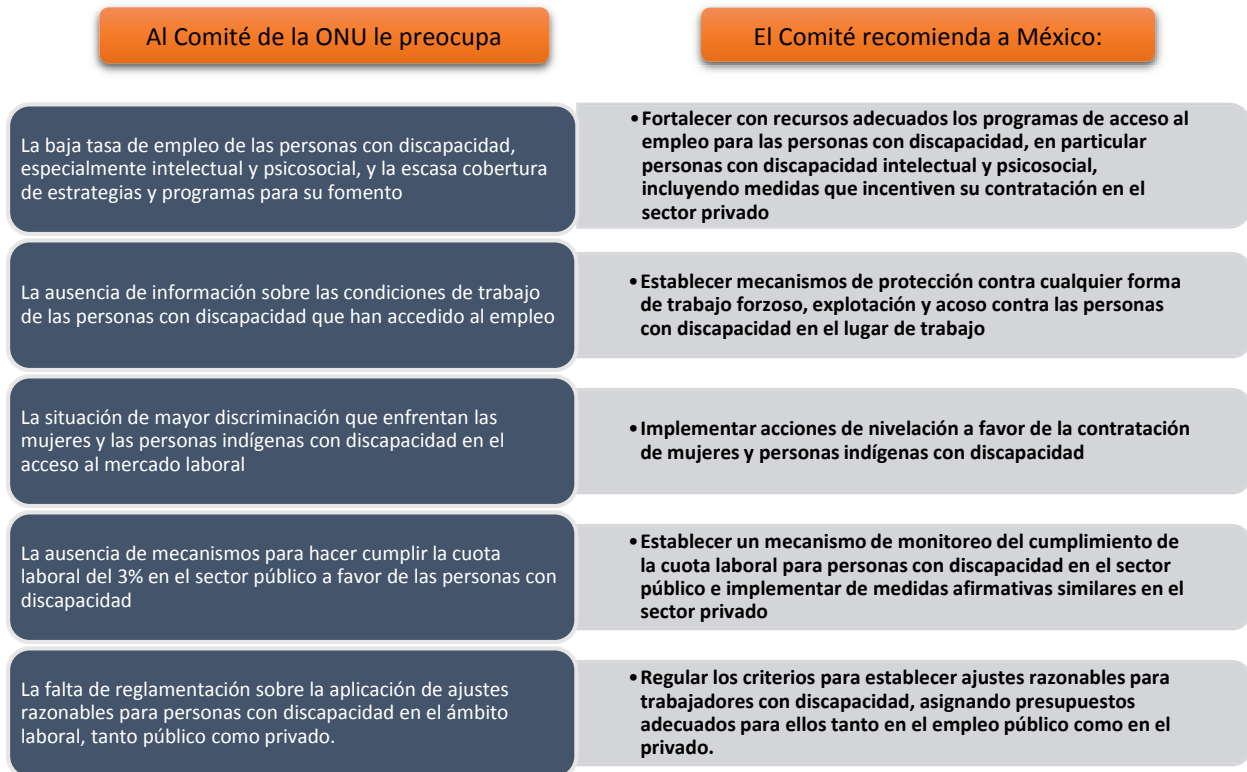 Al Comité de la ONU le preocupa
El Comité recomienda a México:
La baja tasa de empleo de las personas con discapacidad,
especialmente intelectual y psicosocial, y la escasa cobertura
de estrategias y programas para su fomento
•Fortalecer con recursos adecuados los programas de acceso al
empleo para las personas con discapacidad, en particular
personas con discapacidad intelectual y psicosocial,
incluyendo medidas que incentiven su contratación en el
sector privado
La ausencia de información sobre las condiciones de trabajo
de las personas con discapacidad que han accedido al empleo
•Establecer mecanismos de protección contra cualquier forma
de trabajo forzoso, explotación y acoso contra las personas
con discapacidad en el lugar de trabajo
La situación de mayor discriminación que enfrentan las
mujeres y las personas indígenas con discapacidad en el
acceso al mercado laboral
•Implementar acciones de nivelación a favor de la contratación
de mujeres y personas indígenas con discapacidad
La ausencia de mecanismos para hacer cumplir la cuota
laboral del 3% en el sector público a favor de las personas con
discapacidad
•Establecer un mecanismo de monitoreo del cumplimiento de
la cuota laboral para personas con discapacidad en el sector
público e implementar de medidas afirmativas similares en el
sector privado
La falta de reglamentación sobre la aplicación de ajustes
razonables para personas con discapacidad en el ámbito
laboral, tanto público como privado.
•Regular los criterios para establecer ajustes razonables para
trabajadores con discapacidad, asignando presupuestos
adecuados para ellos tanto en el empleo público como en el
privado.